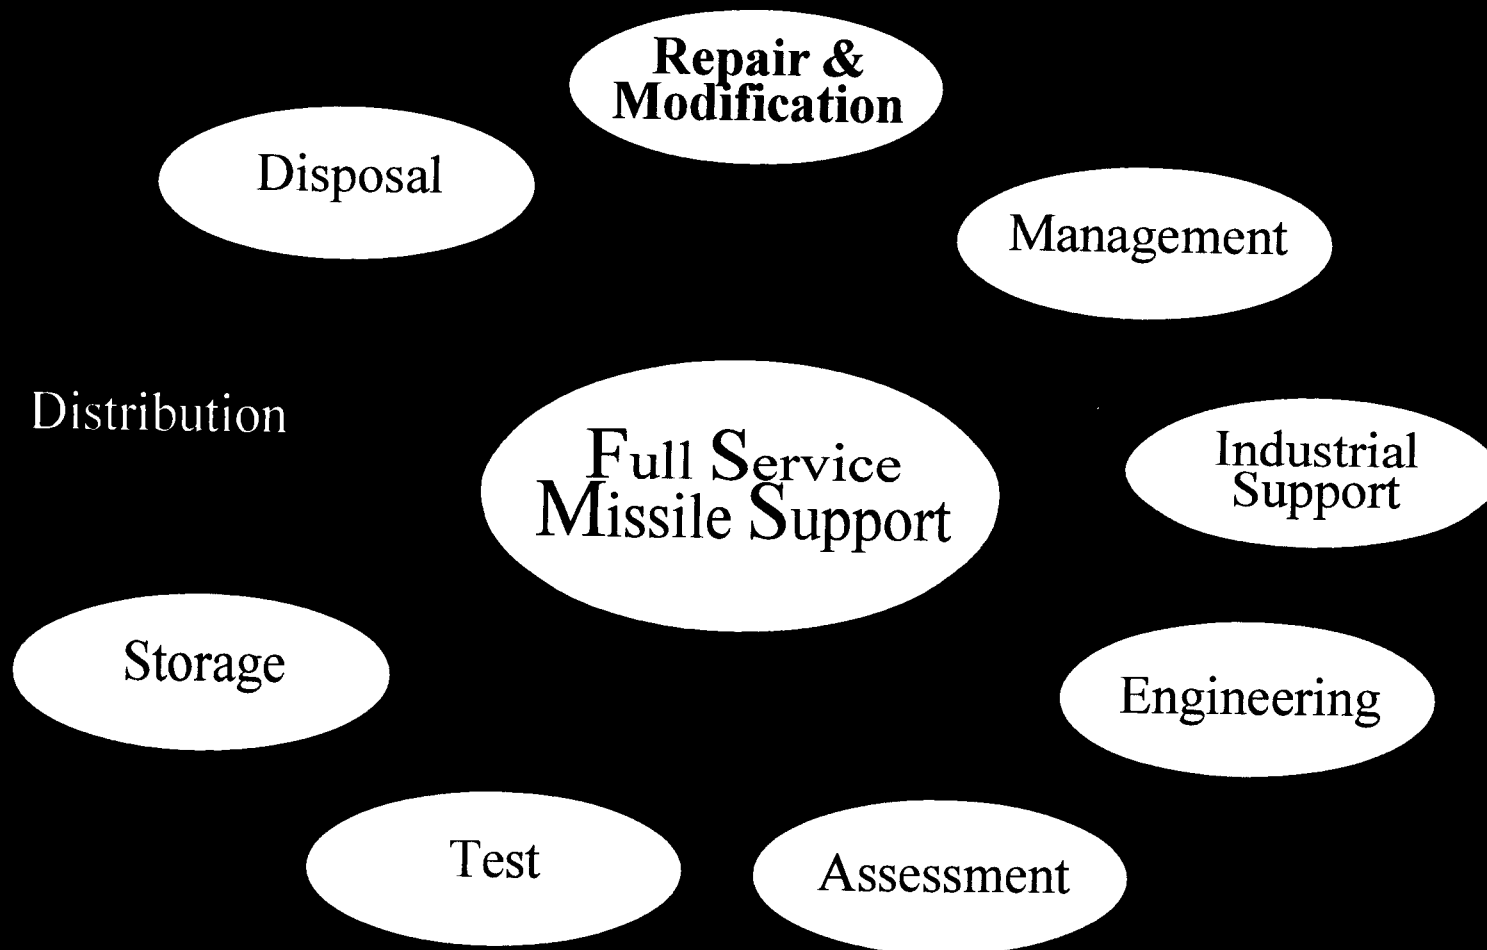 Repair &
Modification
Disposal
Management
Distribution
Full Service
Missile Support
Industrial
Support
Storage
Engineering
Test
Assessment